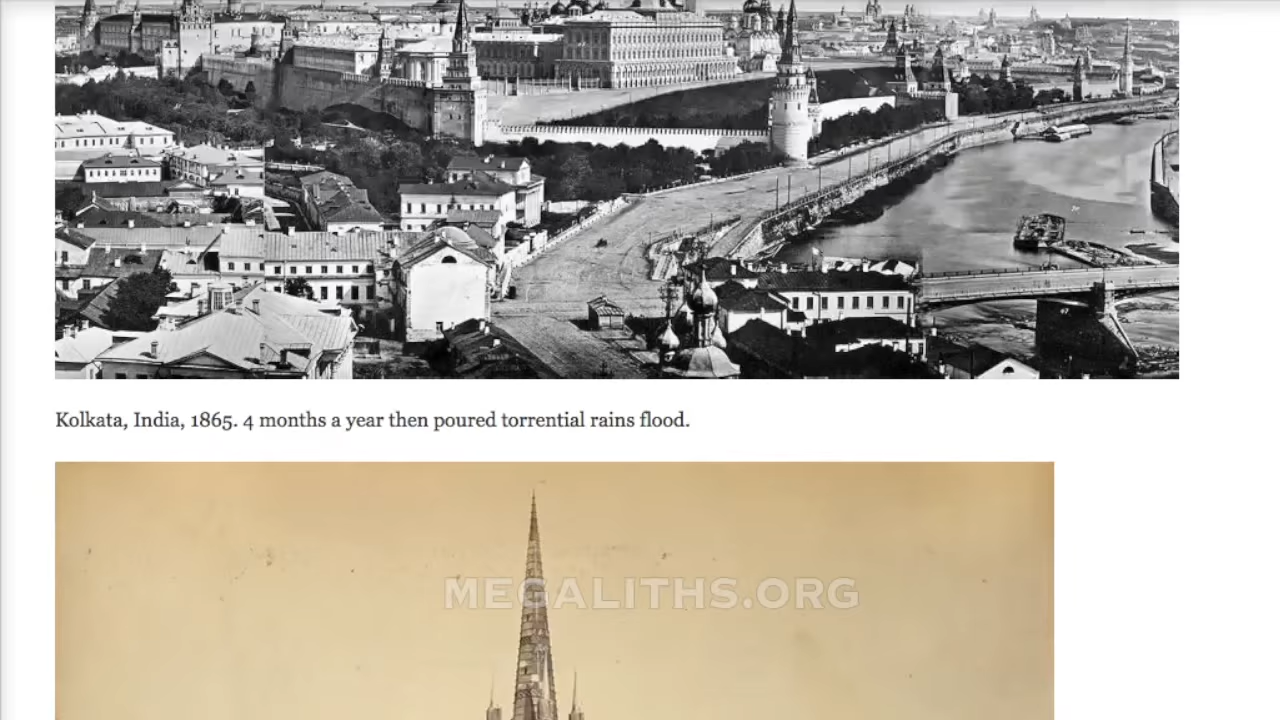 Kolkata, India, 1865. 4 months a year then poured torrential rains flood.
MEGALITHS.ORG